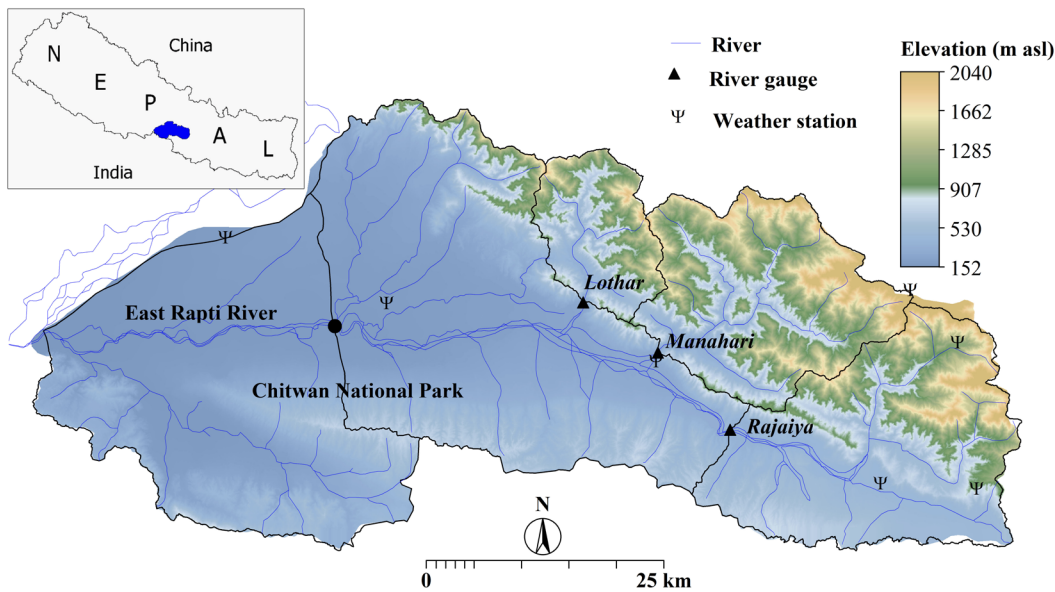 China
N
E
P
A
L
India
River
River gauge
Ψ Weather station
Elevation (m asl)
2040
1662
1285
907
530
152
Ψ
Ψ
Ψ
Lothar
East Rapti River
Manahari
Ψ
Ψ
Chitwan National Park
Rajaiya
Ψ
Ψ
N
0
25 km